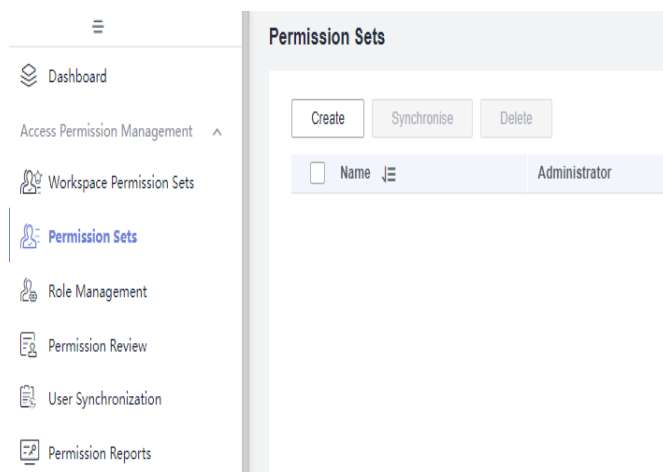 Dashboard
Access Permission Management
Workspace Permission Sets
Permission Sets
Role Management
Permission Review
User Synchronization
Permission Reports
Permission Sets
Create Synchronise Delete
Name Administrator